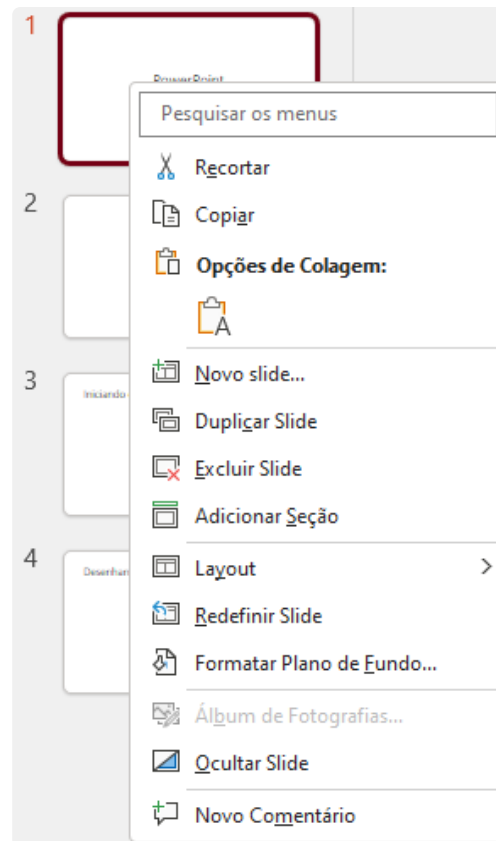 1
PowerPoint
Pesquisar os menus
Recortar
Copiar
Opções de Colagem:
2
3
Iniciando
Novo slide...
Duplicar Slide
Excluir Slide
Adicionar Seção
4
Layout
Redefinir Slide
Formatar Plano de Fundo...
Álbum de Fotografias...
Ocultar Slide
Novo Comentário